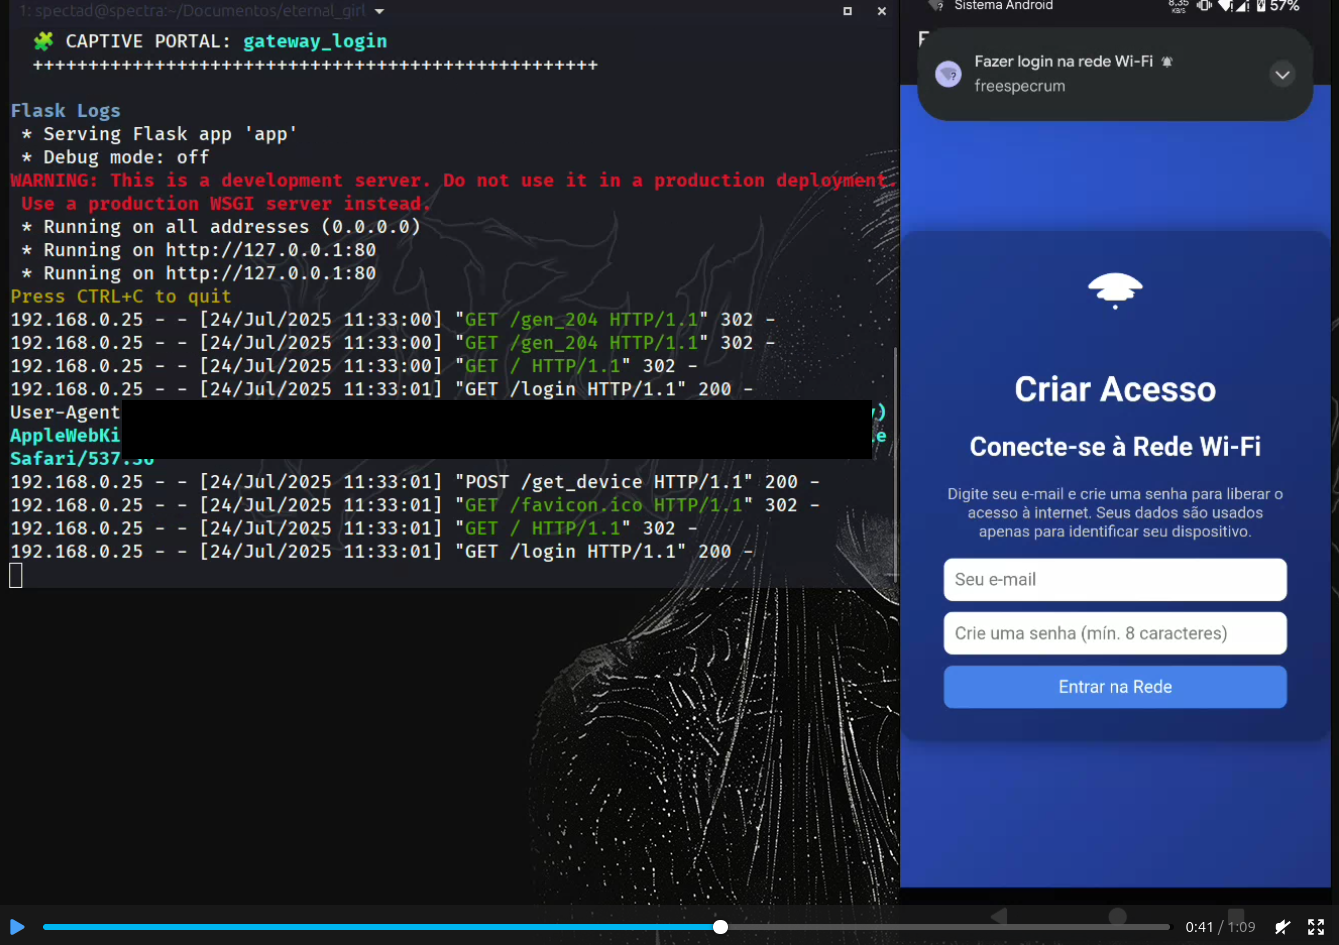 1: spectad@spectra:~/Documentos/eternal_girl
CAPTIVE PORTAL: gateway_login
+++++++++++++++++++++++++++++++++++++++++++++++++++
Flask Logs
* Serving Flask app 'app'
* Debug mode: off
WARNING: This is a development server. Do not use it in a production deployment.
Use a production WSGI server instead.
* Running on all addresses (0.0.0.0)
* Running on http://127.0.0.1:80
* Running on http://127.0.0.1:80
Press CTRL+C to quit
192.168.0.25 - - [24/Jul/2025 11:33:00] "GET /gen_204 HTTP/1.1" 302 -
192.168.0.25 - - [24/Jul/2025 11:33:00] "GET /gen_204 HTTP/1.1" 302 -
192.168.0.25 - - [24/Jul/2025 11:33:00] "GET / HTTP/1.1" 302 -
192.168.0.25 - - [24/Jul/2025 11:33:01] "GET /login HTTP/1.1" 200 -
User-Agent
AppleWebKi
Safari/537.36
192.168.0.25 - - [24/Jul/2025 11:33:01] "POST /get_device HTTP/1.1" 200 -
192.168.0.25 - - [24/Jul/2025 11:33:01] "GET /favicon.ico HTTP/1.1" 302 -
192.168.0.25 - - [24/Jul/2025 11:33:01] "GET / HTTP/1.1" 302 -
192.168.0.25 - - [24/Jul/2025 11:33:01] "GET /login HTTP/1.1" 200 -
Sistema Android
8,35 KB/S
57%
Fazer login na rede Wi-Fi
freespecrum
Criar Acesso
Conecte-se à Rede Wi-Fi
Digite seu e-mail e crie uma senha para liberar o
acesso à internet. Seus dados são usados
apenas para identificar seu dispositivo.
Seu e-mail
Crie uma senha (mín. 8 caracteres)
Entrar na Rede
0:41 / 1:09